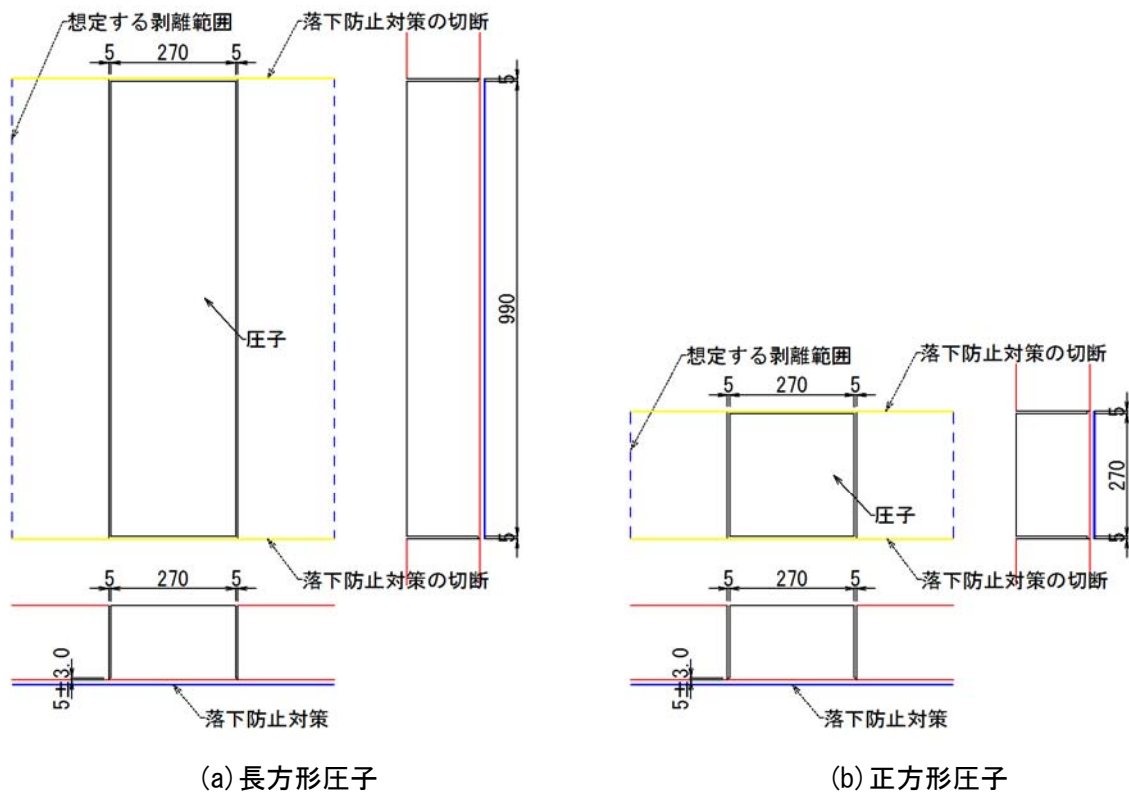 想定する剥離範囲
落下防止対策の切断
5 270 5
5
990
5
圧子
落下防止対策の切断
5 270 5
5±3.0
落下防止対策
(a)長方形圧子
想定する剥離範囲
落下防止対策の切断
5 270 5
5
270
5
圧子
落下防止対策の切断
5 270 5
5±3.0
落下防止対策
(b)正方形圧子